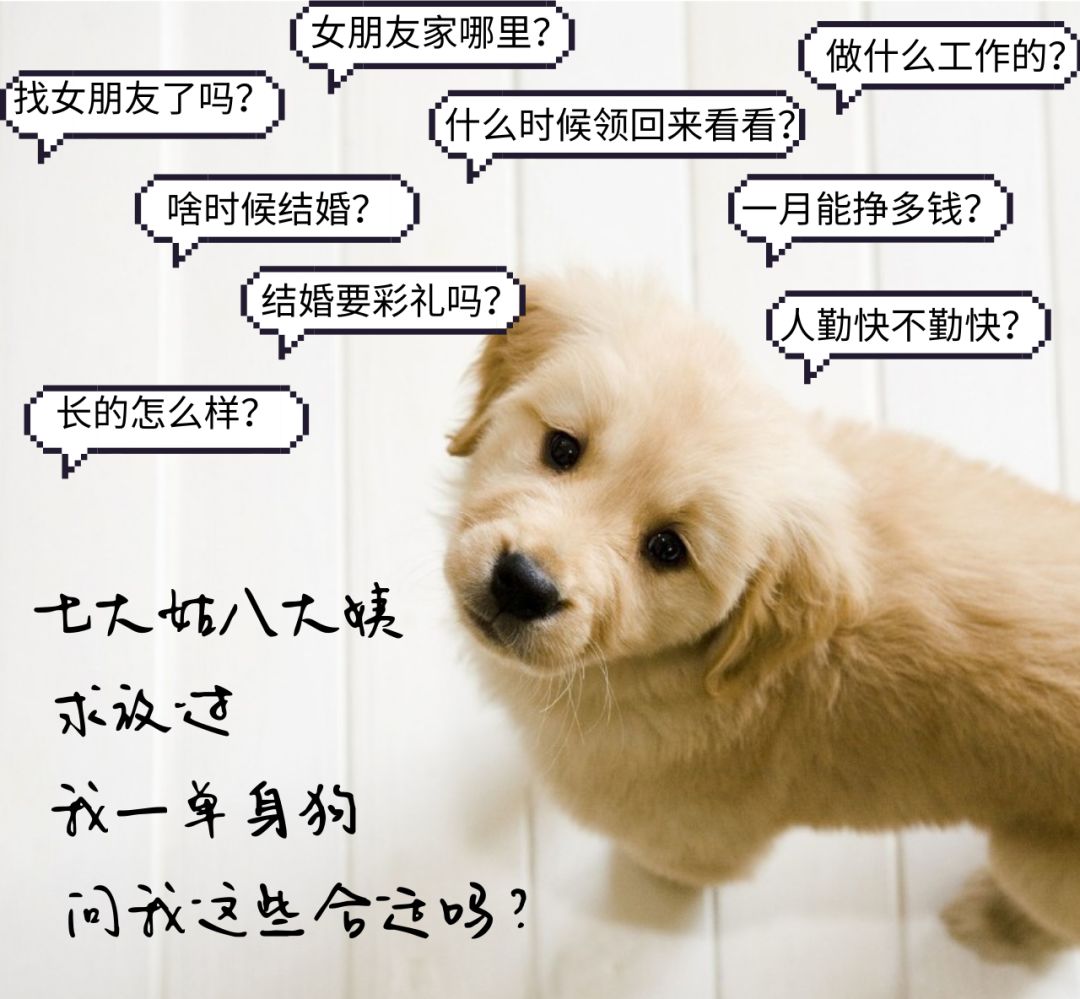 女朋友家哪里？
做什么工作的？
找女朋友了吗？
什么时候领回来看看？
啥时候结婚？
一月能挣多钱？
结婚要彩礼吗？
人勤快不勤快？
长的怎么样？
七大姑八大姨
求放过
我一单身狗
问我这些合适吗？